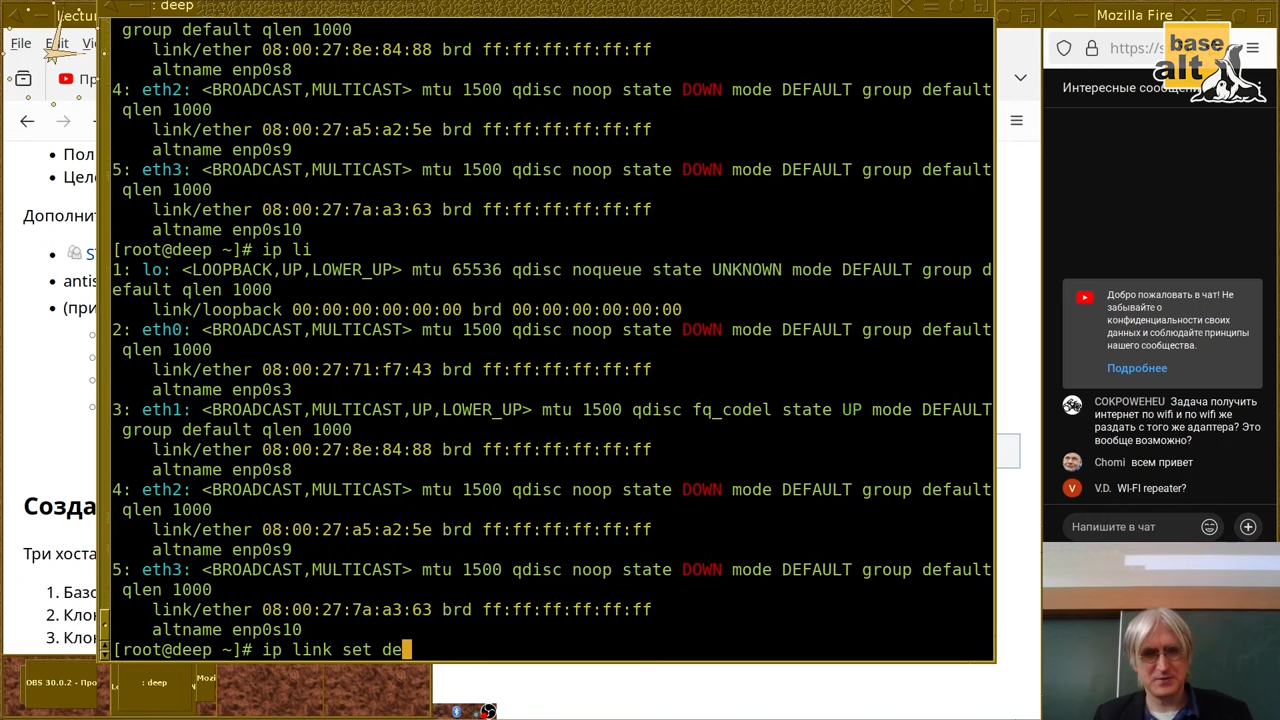 Lectu
: deep
Mozilla Fire
File
Edit
Vi
Пр
https://s
base
alt
Интересные сообщен
Пол
Цел
Дополнит
S
antis
(при
Созда
Три хоста
1. Базо
2. Клон
3. Клон
group default qlen 1000
link/ether 08:00:27:8e:84:88 brd ff:ff:ff:ff:ff:ff
altname enp0s8
4: eth2: <BROADCAST,MULTICAST> mtu 1500 qdisc noop state DOWN mode DEFAULT group default
qlen 1000
link/ether 08:00:27:a5:a2:5e brd ff:ff:ff:ff:ff:ff
altname enp0s9
5: eth3: <BROADCAST,MULTICAST> mtu 1500 qdisc noop state DOWN mode DEFAULT group default
qlen 1000
link/ether 08:00:27:7a:a3:63 brd ff:ff:ff:ff:ff:ff
altname enp0s10
[root@deep ~]# ip li
1: lo: <LOOPBACK,UP,LOWER_UP> mtu 65536 qdisc noqueue state UNKNOWN mode DEFAULT group d
efault qlen 1000
link/loopback 00:00:00:00:00:00 brd 00:00:00:00:00:00
2: eth0: <BROADCAST,MULTICAST> mtu 1500 qdisc noop state DOWN mode DEFAULT group default
qlen 1000
link/ether 08:00:27:71:f7:43 brd ff:ff:ff:ff:ff:ff
altname enp0s3
3: eth1: <BROADCAST,MULTICAST,UP,LOWER_UP> mtu 1500 qdisc fq_codel state UP mode DEFAULT
group default qlen 1000
link/ether 08:00:27:8e:84:88 brd ff:ff:ff:ff:ff:ff
altname enp0s8
4: eth2: <BROADCAST,MULTICAST> mtu 1500 qdisc noop state DOWN mode DEFAULT group default
qlen 1000
link/ether 08:00:27:a5:a2:5e brd ff:ff:ff:ff:ff:ff
altname enp0s9
5: eth3: <BROADCAST,MULTICAST> mtu 1500 qdisc noop state DOWN mode DEFAULT group default
qlen 1000
link/ether 08:00:27:7a:a3:63 brd ff:ff:ff:ff:ff:ff
altname enp0s10
[root@deep ~]# ip link set de
Добро пожаловать в чат! Не
забывайте о
конфиденциальности своих
данных и соблюдайте принципы
нашего сообщества.
Подробнее
COKPOWEHEU Задача получить
интернет по wifi и по wifi же
раздать с того же адаптера? Это
вообще возможно?
Chomi всем привет
V.D. WI-FI repeater?
Напишите в чат
OBS 30.0.2 - Про
: deep
Mozi